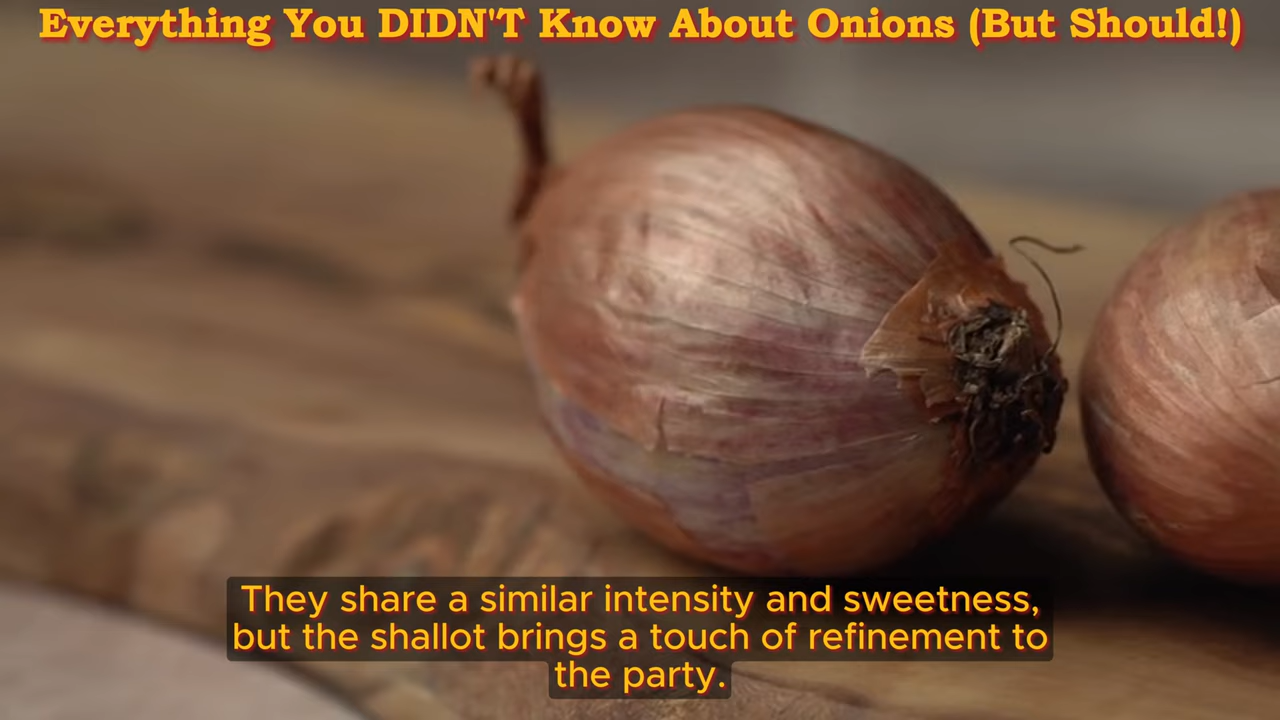 Everything You DIDN'T Know About Onions (But Should!)
They share a similar intensity and sweetness,
but the shallot brings a touch of refinement to
the party.